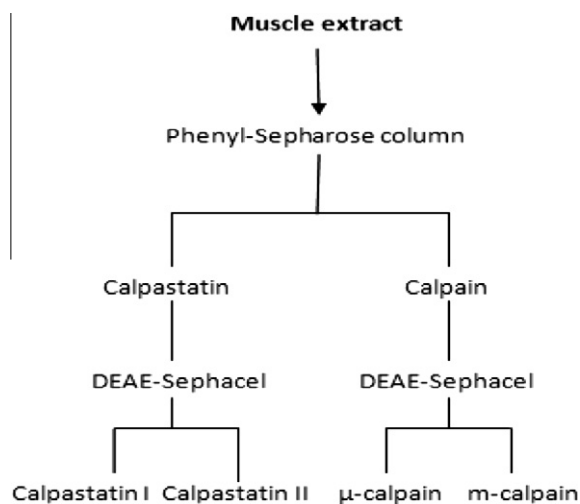 Muscle extract
Phenyl-Sepharose column
Calpastatin Calpain
DEAE-Sephacel DEAE-Sephacel
Calpastatin I Calpastatin II μ-calpain m-calpain